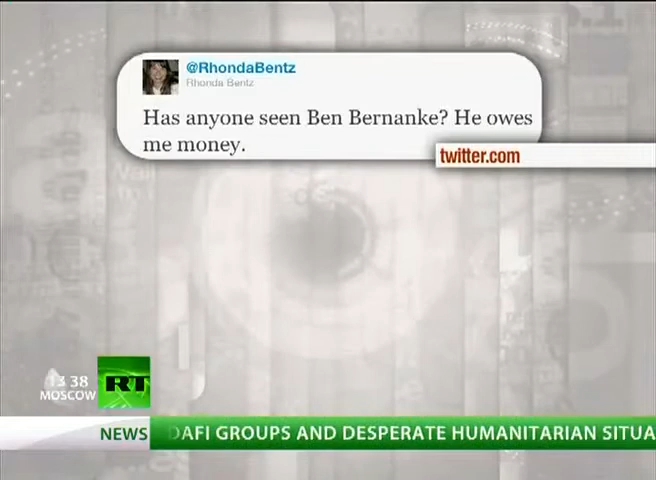 @RhondaBentz
Rhonda Bentz
Has anyone seen Ben Bernanke? He owes
me money.
twitter.com
13 38
MOSCOW
RT
NEWS
DAFI GROUPS AND DESPERATE HUMANITARIAN SITUA